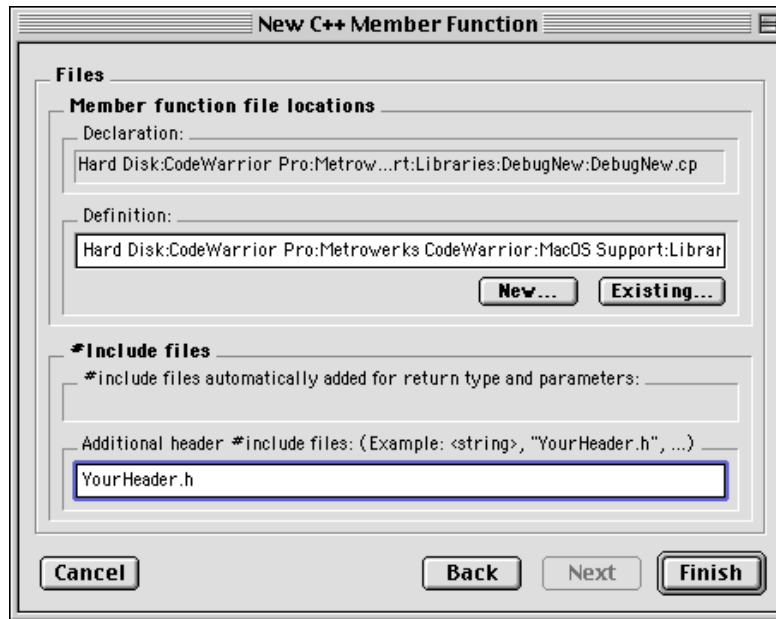 New C++ Member Function
Files
Member function file locations
Declaration:
Hard Disk:CodeWarrior Pro:Metrow...rt:Libraries:DebugNew:DebugNew.cp
Definition:
Hard Disk:CodeWarrior Pro:Metrowerks CodeWarrior:MacOS Support:Librar
New... Existing...
#Include files
#include files automatically added for return type and parameters:
Additional header #include files: (Example: <string>, "YourHeader.h", ...)
YourHeader.h
Cancel Back Next Finish